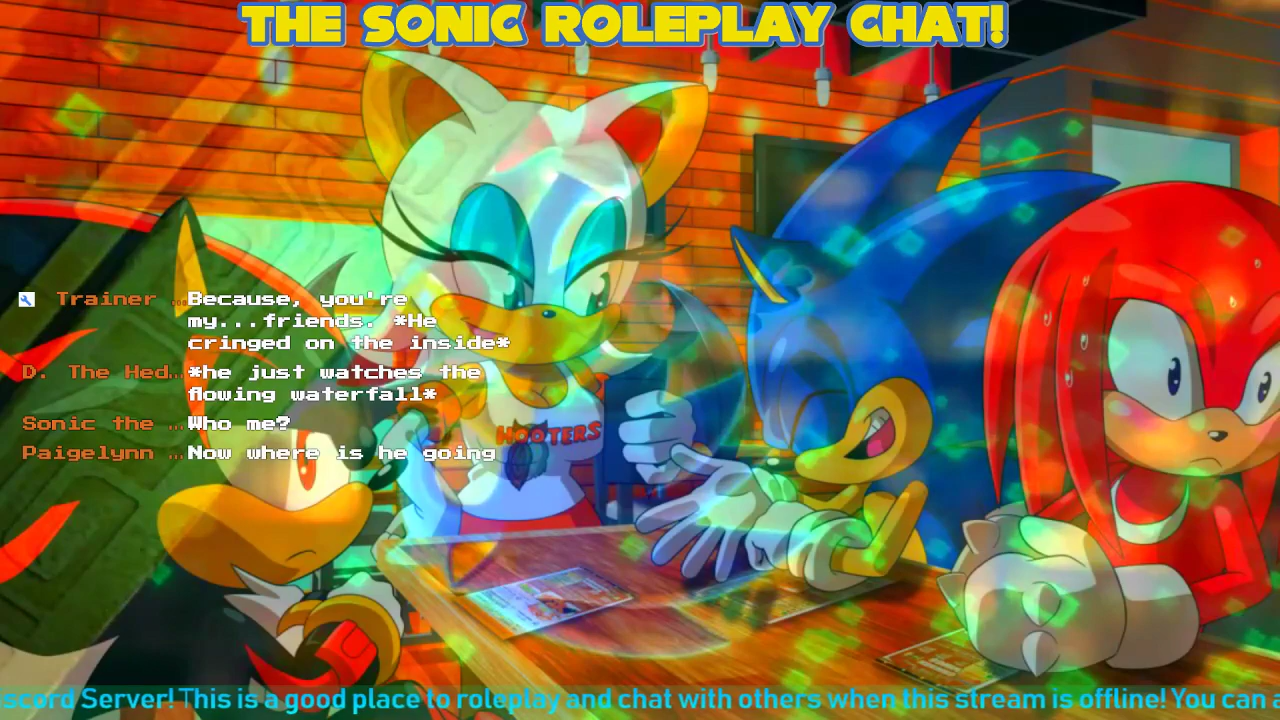 THE SONIC ROLEPLAY CHAT!
Trainer ... Because, you're
my...friends. *He
cringed on the inside*
D. The Hed... *he just watches the
flowing waterfall*
Sonic the ... Who me?
Paigelynn ... Now where is he going
HOOTERS
iscord Server! This is a good place to roleplay and chat with others when this stream is offline! You can a